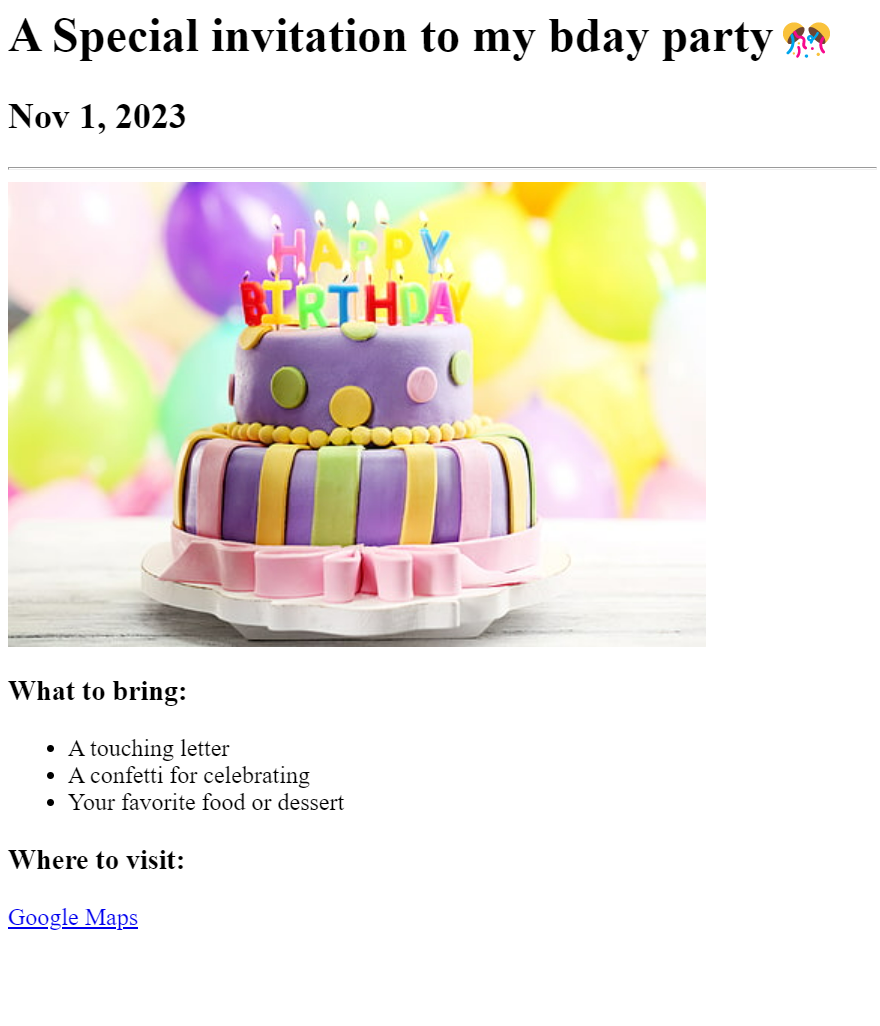 A Special invitation to my bday party 🎊
Nov 1, 2023
HAPPY
BIRTHDAY
What to bring:
• A touching letter
• A confetti for celebrating
• Your favorite food or dessert
Where to visit:
Google Maps